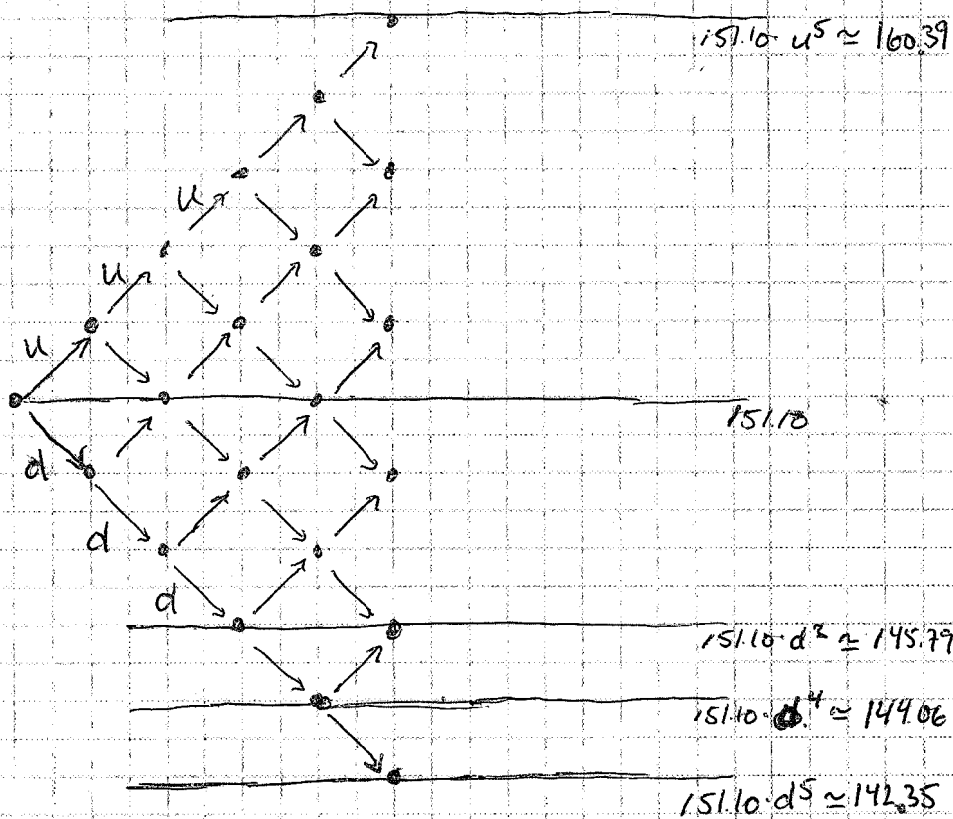 151.10·u⁵ ≃ 160.39
u
u
u
151.10
d
d
d
151.10·d³ ≃ 145.79
151.10·d⁴ ≃ 144.06
151.10·d⁵ ≃ 142.35